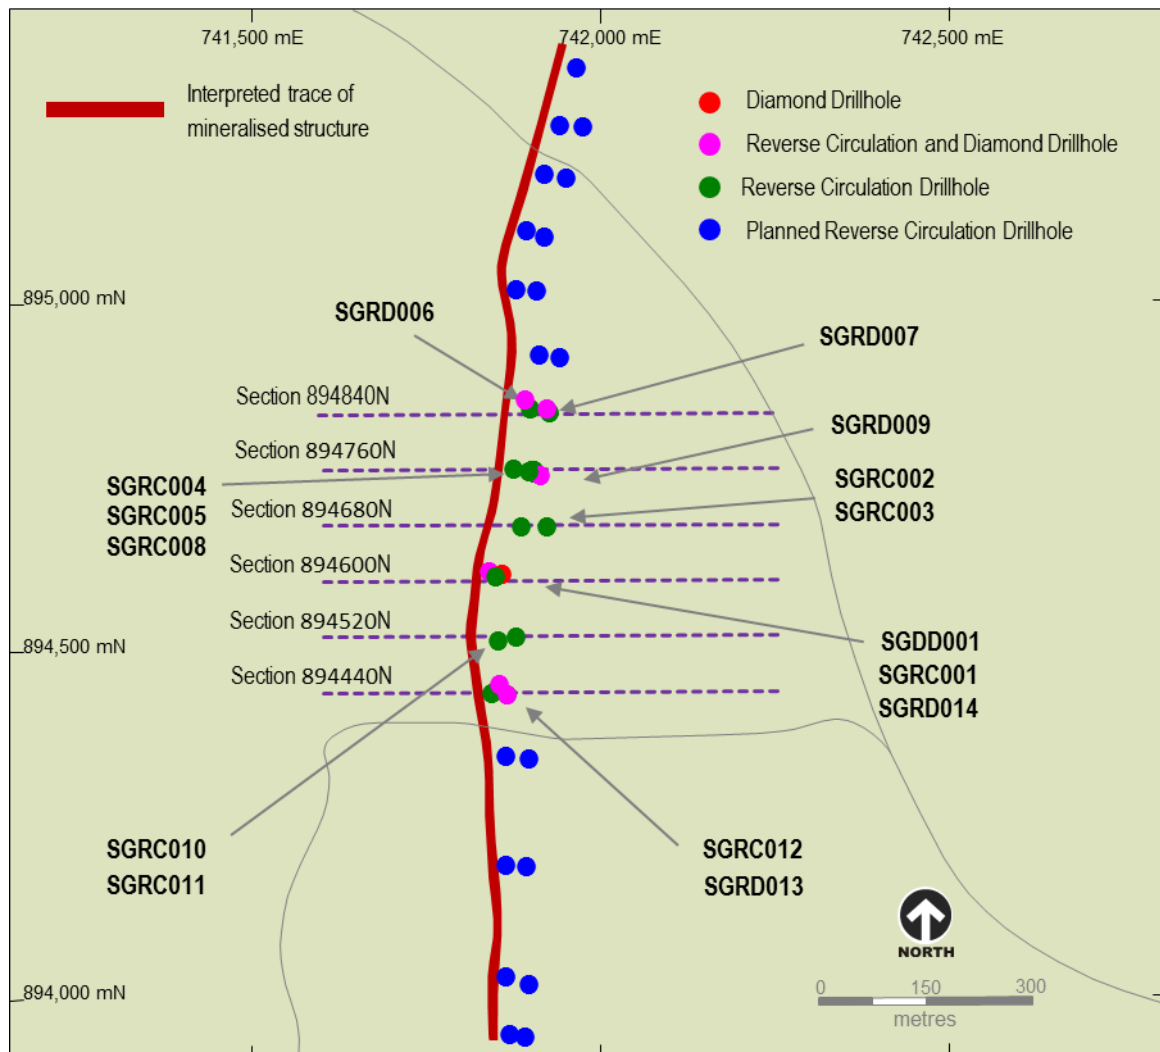 741,500 mE
742,000 mE
742,500 mE
Interpreted trace of
mineralised structure
Diamond Drillhole
Reverse Circulation and Diamond Drillhole
Reverse Circulation Drillhole
Planned Reverse Circulation Drillhole
895,000 mN
SGRD006
SGRD007
Section 894840N
SGRD009
Section 894760N
SGRC004
SGRC005
SGRC008
SGRC002
SGRC003
Section 894680N
Section 894600N
Section 894520N
894,500 mN
SGDD001
SGRC001
SGRD014
Section 894440N
SGRC010
SGRC011
SGRC012
SGRD013
NORTH
894,000 mN
0 150 300
metres